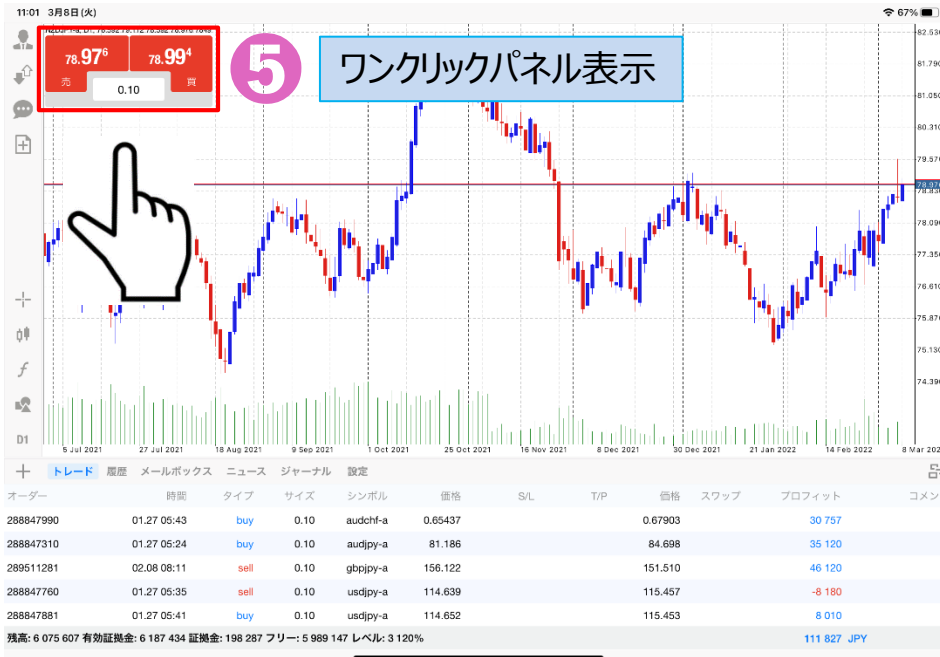 11:01 3月8日(火)
67%
78.97⁶ 78.99⁴
売 買
0.10
5
ワンクリックパネル表示
82.530
81.790
81.050
80.310
79.570
78.976
78.830
78.090
77.350
76.610
75.870
75.130
74.390
5 Jul 2021 27 Jul 2021 18 Aug 2021 9 Sep 2021 1 Oct 2021 25 Oct 2021 16 Nov 2021 8 Dec 2021 30 Dec 2021 21 Jan 2022 14 Feb 2022 8 Mar 202
D1
トレード 履歴 メールボックス ニュース ジャーナル 設定
オーダー 時間 タイプ サイズ シンボル 価格 S/L T/P 価格 スワップ プロフィット コメン
288847990 01.27 05:43 buy 0.10 audchf-a 0.65437 0.67903 30 757
288847310 01.27 05:24 buy 0.10 audjpy-a 81.186 84.698 35 120
289511281 02.08 08:11 sell 0.10 gbpjpy-a 156.122 151.510 46 120
288847760 01.27 05:35 sell 0.10 usdjpy-a 114.639 115.457 -8 180
288847881 01.27 05:41 buy 0.10 usdjpy-a 114.652 115.453 8 010
残高: 6 075 607 有効証拠金: 6 187 434 証拠金: 198 287 フリー: 5 989 147 レベル: 3 120% 111 827 JPY